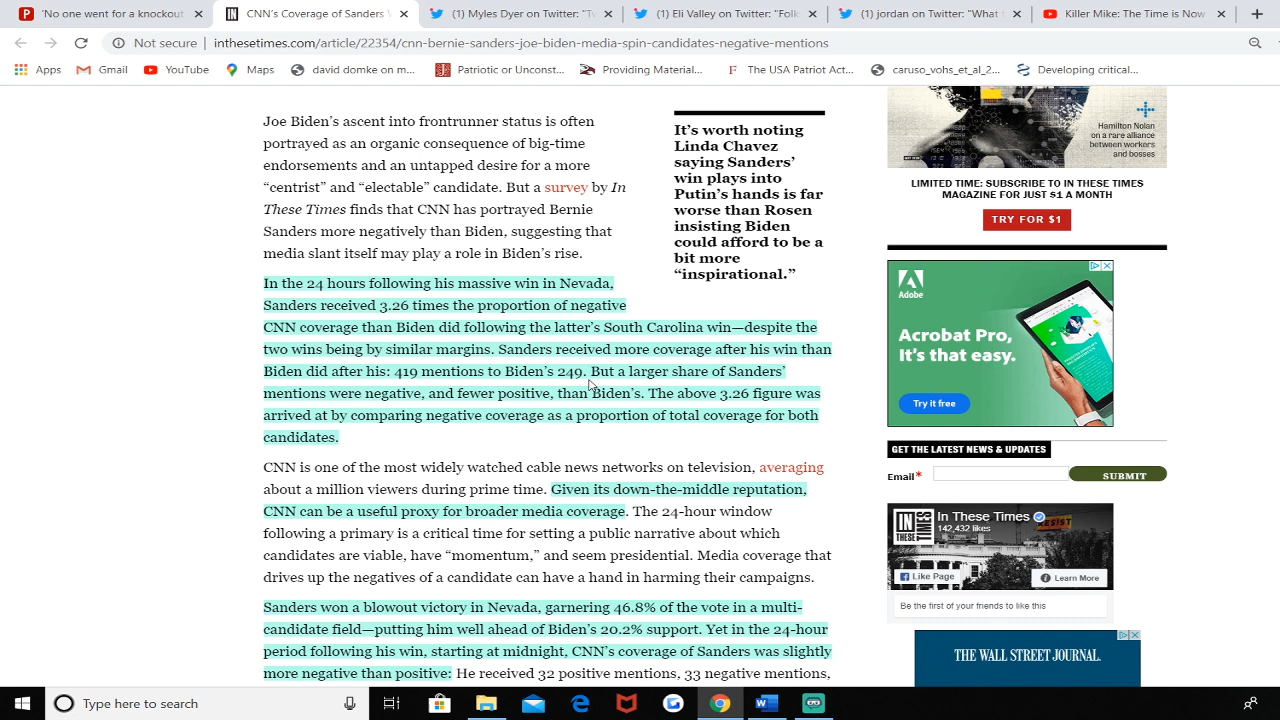 'No one went for a knockout
CNN's Coverage of Sanders
Myles Dyer on Twitter: "Tw
(1) Eli Valley on Twitter: "Folk
(1) jordan on Twitter: "What
Killer Mike: The Time is Now
Not secure | inthesetimes.com/article/22354/cnn-bernie-sanders-joe-biden-media-spin-candidates-negative-mentions
Apps
Gmail
YouTube
Maps
david domke on m...
Patriotic or Unconst...
Providing Material...
The USA Patriot Ac...
caruso_vohs_et_al_2...
Developing critical...
Joe Biden's ascent into frontrunner status is often
portrayed as an organic consequence of big-time
endorsements and an untapped desire for a more
"centrist" and "electable" candidate. But a survey by In
These Times finds that CNN has portrayed Bernie
Sanders more negatively than Biden, suggesting that
media slant itself may play a role in Biden's rise.
In the 24 hours following his massive win in Nevada,
Sanders received 3.26 times the proportion of negative
CNN coverage than Biden did following the latter's South Carolina win—despite the
two wins being by similar margins. Sanders received more coverage after his win than
Biden did after his: 419 mentions to Biden's 249. But a larger share of Sanders'
mentions were negative, and fewer positive, than Biden's. The above 3.26 figure was
arrived at by comparing negative coverage as a proportion of total coverage for both
candidates.
CNN is one of the most widely watched cable news networks on television, averaging
about a million viewers during prime time. Given its down-the-middle reputation,
CNN can be a useful proxy for broader media coverage. The 24-hour window
following a primary is a critical time for setting a public narrative about which
candidates are viable, have "momentum," and seem presidential. Media coverage that
drives up the negatives of a candidate can have a hand in harming their campaigns.
Sanders won a blowout victory in Nevada, garnering 46.8% of the vote in a multi-
candidate field—putting him well ahead of Biden's 20.2% support. Yet in the 24-hour
period following his win, starting at midnight, CNN's coverage of Sanders was slightly
more negative than positive: He received 32 positive mentions, 33 negative mentions,
It's worth noting
Linda Chavez
saying Sanders'
win plays into
Putin's hands is far
worse than Rosen
insisting Biden
could afford to be a
bit more
"inspirational."
Hamilton Nolan
on a rare alliance
between workers
and bosses
LIMITED TIME: SUBSCRIBE TO IN THESE TIMES
MAGAZINE FOR JUST $1 A MONTH
TRY FOR $1
Adobe
Acrobat Pro,
It's that easy.
Try it free
GET THE LATEST NEWS & UPDATES
Email*
SUBMIT
IN THESE TIMES
In These Times
142,432 likes
RESIST
Like Page
Learn More
Be the first of your friends to like this
THE WALL STREET JOURNAL.
Type here to search